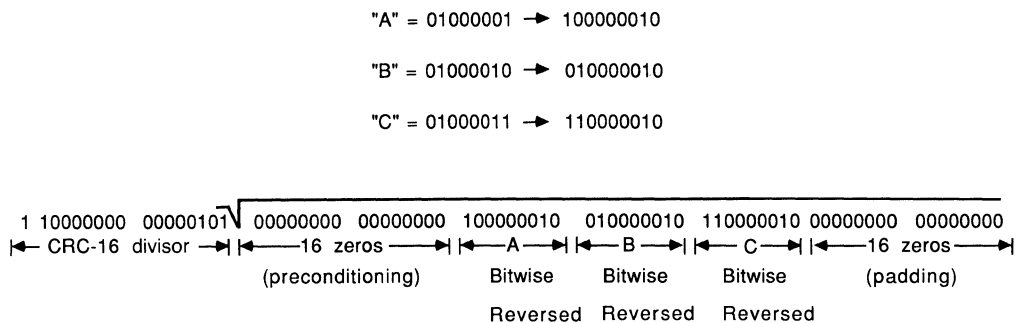 "A" = 01000001 → 100000010
"B" = 01000010 → 010000010
"C" = 01000011 → 110000010
1 10000000 00000101 00000000 00000000 100000010 010000010 110000010 00000000 00000000
CRC-16 divisor 16 zeros A B C 16 zeros
(preconditioning) Bitwise Bitwise Bitwise (padding)
Reversed Reversed Reversed